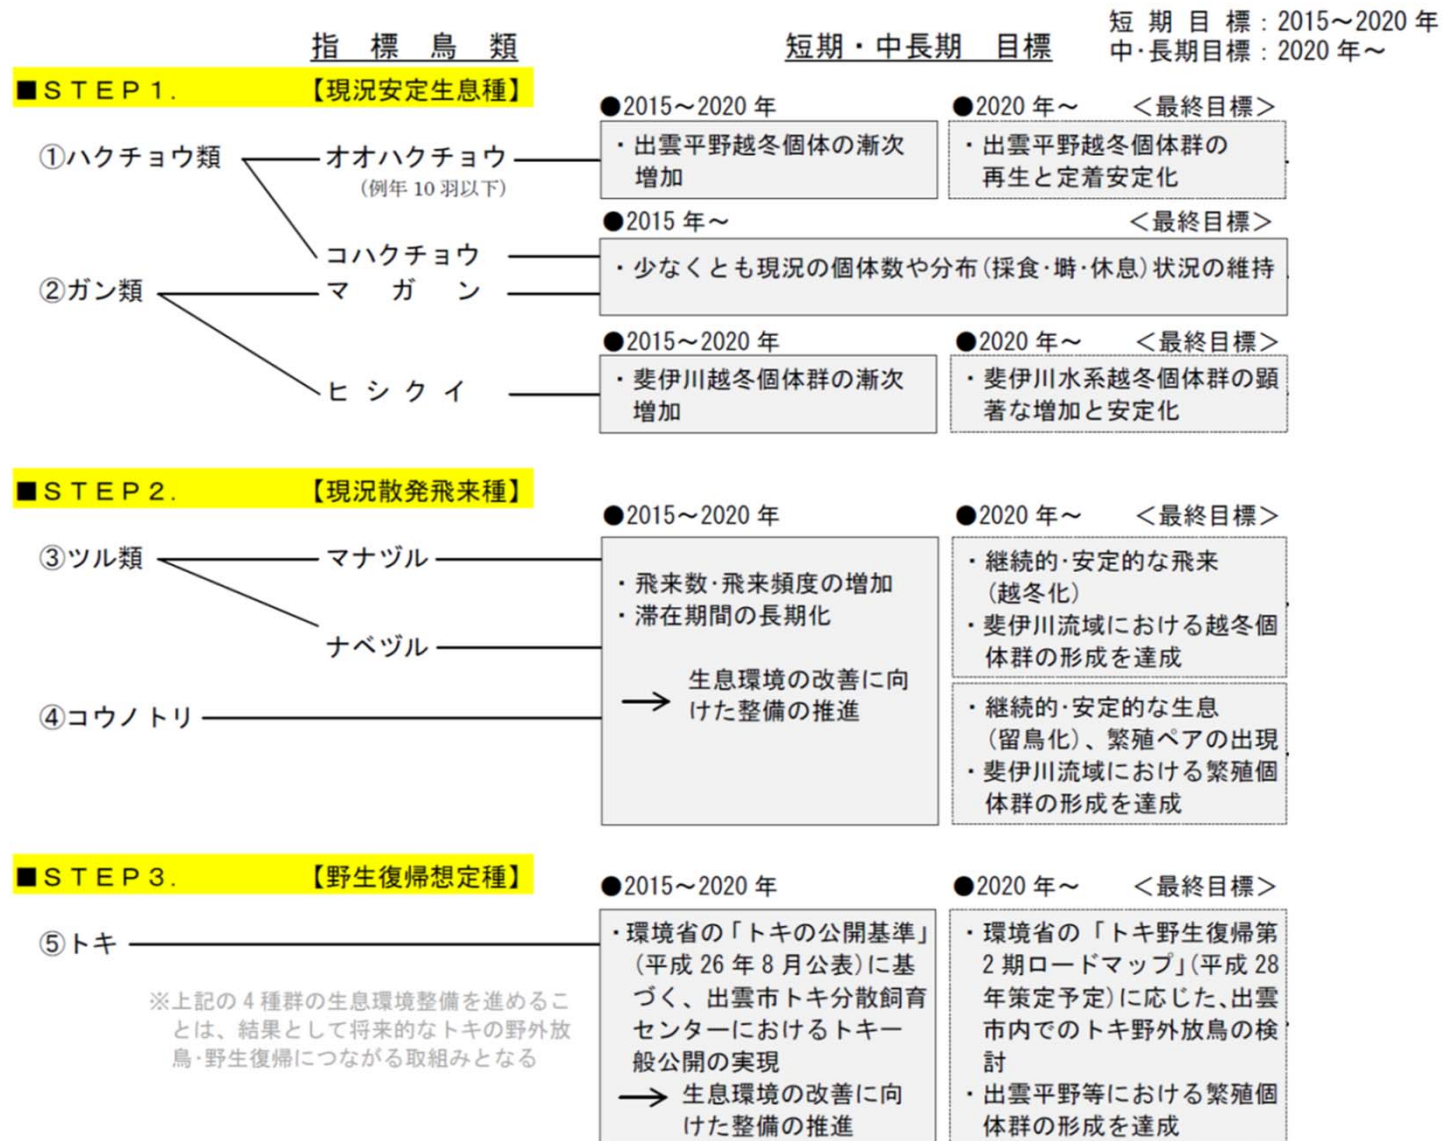 指標鳥類
短期・中長期 目標
短期目標：2015～2020 年
中・長期目標：2020 年～
■ＳＴＥＰ１． 【現況安定生息種】
●2015～2020 年
●2020 年～ ＜最終目標＞
①ハクチョウ類
オオハクチョウ
（例年 10 羽以下）
・出雲平野越冬個体の漸次
増加
・出雲平野越冬個体群の
再生と定着安定化
●2015 年～ ＜最終目標＞
コハクチョウ
②ガン類
マガン
・少なくとも現況の個体数や分布（採食・塒・休息）状況の維持
●2015～2020 年
●2020 年～ ＜最終目標＞
ヒシクイ
・斐伊川越冬個体群の漸次
増加
・斐伊川水系越冬個体群の顕
著な増加と安定化
■ＳＴＥＰ２． 【現況散発飛来種】
●2015～2020 年
●2020 年～ ＜最終目標＞
③ツル類
マナヅル
ナベヅル
④コウノトリ
・飛来数・飛来頻度の増加
・滞在期間の長期化
→ 生息環境の改善に向
けた整備の推進
・継続的・安定的な飛来
（越冬化）
・斐伊川流域における越冬個
体群の形成を達成
・継続的・安定的な生息
（留鳥化）、繁殖ペアの出現
・斐伊川流域における繁殖個
体群の形成を達成
■ＳＴＥＰ３． 【野生復帰想定種】
●2015～2020 年
●2020 年～ ＜最終目標＞
⑤トキ
※上記の 4 種群の生息環境整備を進めるこ
とは、結果として将来的なトキの野外放
鳥・野生復帰につながる取組みとなる
・環境省の「トキの公開基準」
（平成 26 年 8 月公表）に基
づく、出雲市トキ分散飼育
センターにおけるトキ一
般公開の実現
→ 生息環境の改善に向
けた整備の推進
・環境省の「トキ野生復帰第
2 期ロードマップ」（平成 28
年策定予定）に応じた、出雲
市内でのトキ野外放鳥の検
討
・出雲平野等における繁殖個
体群の形成を達成